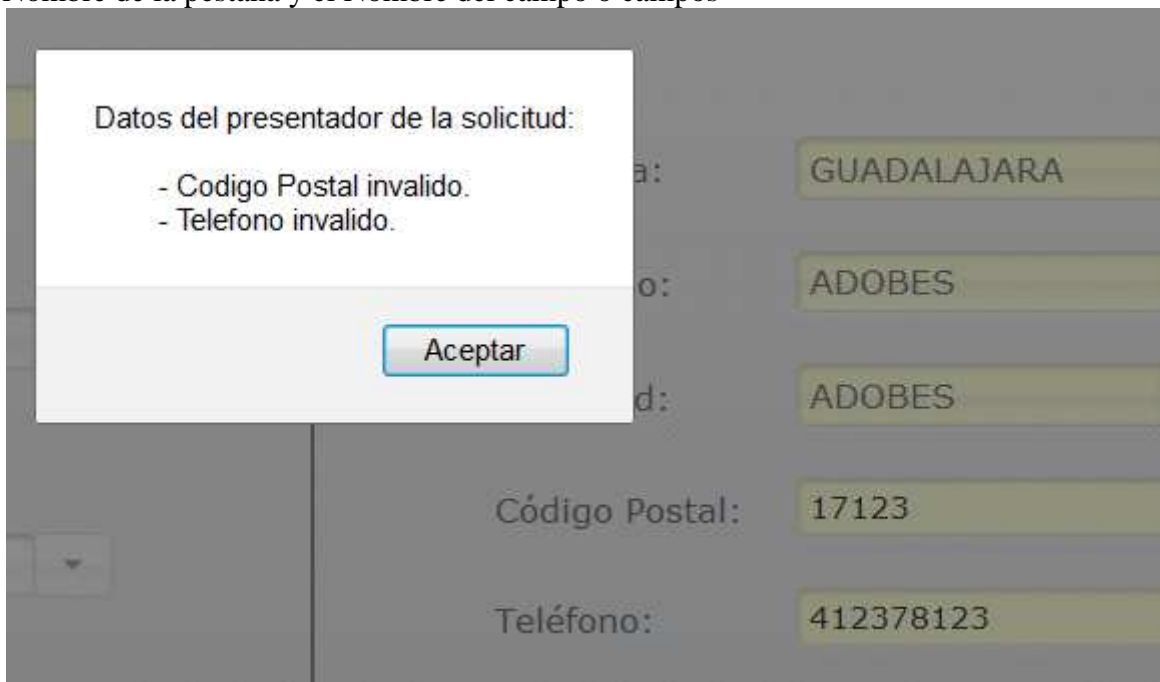 Nombre de la pestaña y el Nombre del campo o campos
Datos del presentador de la solicitud:
- Codigo Postal invalido.
- Telefono invalido.
Aceptar
a:
GUADALAJARA
o:
ADOBES
d:
ADOBES
Código Postal:
17123
Teléfono:
412378123